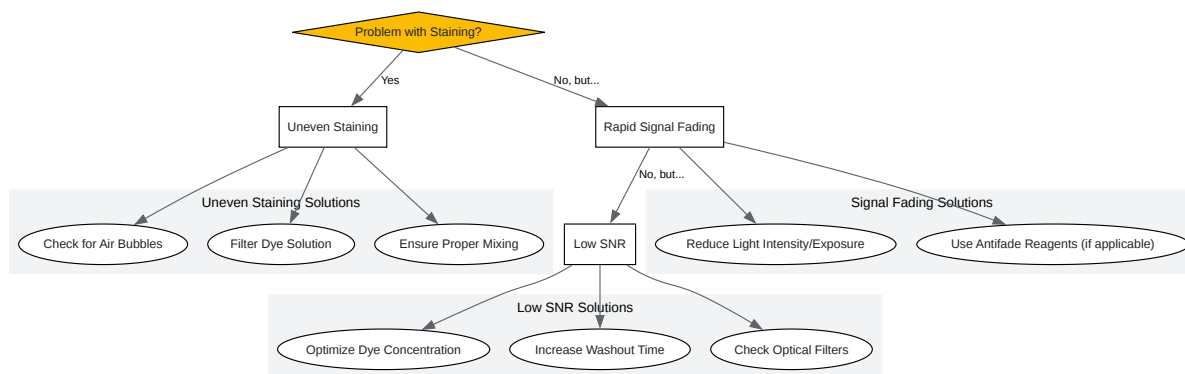 Problem with Staining?
Yes
No, but...
Uneven Staining
Rapid Signal Fading
No, but...
Uneven Staining Solutions
Signal Fading Solutions
Check for Air Bubbles
Filter Dye Solution
Ensure Proper Mixing
Low SNR
Reduce Light Intensity/Exposure
Use Antifade Reagents (if applicable)
Low SNR Solutions
Optimize Dye Concentration
Increase Washout Time
Check Optical Filters